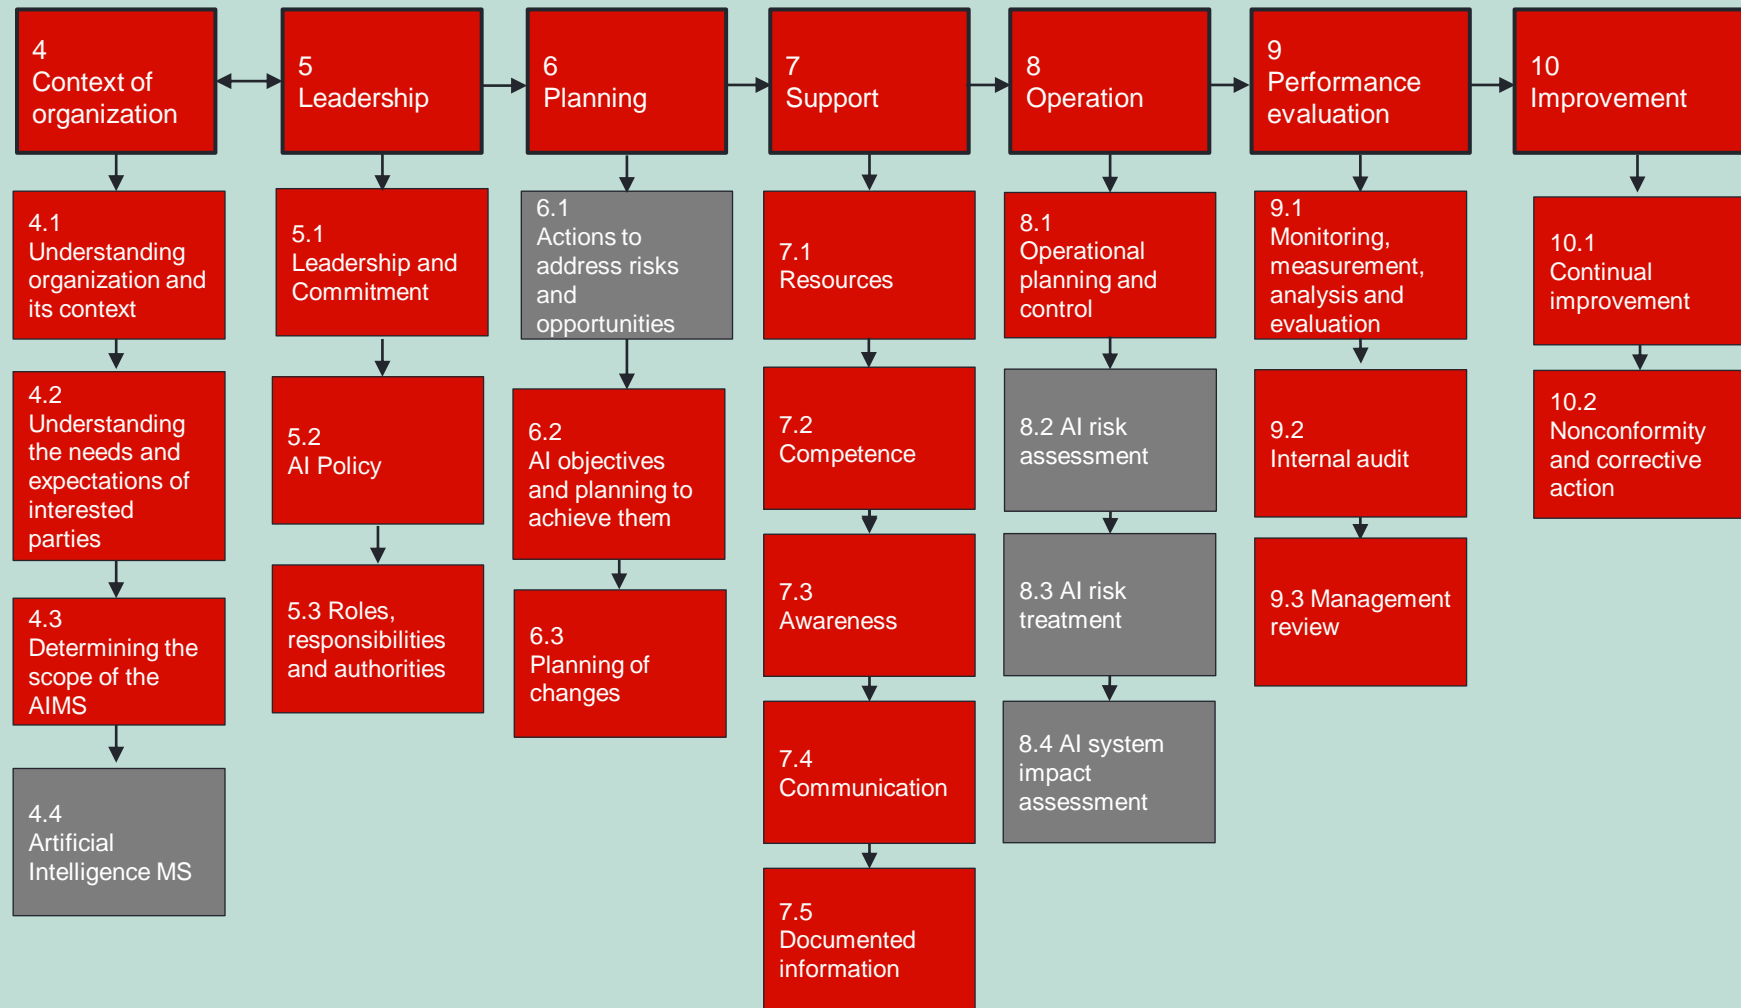 4
Context of
organization
5
Leadership
6
Planning
7
Support
8
Operation
9
Performance
evaluation
10
Improvement
4.1
Understanding
organization and
its context
4.2
Understanding
the needs and
expectations of
interested
parties
4.3
Determining the
scope of the
AIMS
4.4
Artificial
Intelligence MS
5.1
Leadership and
Commitment
5.2
AI Policy
5.3 Roles,
responsibilities
and authorities
6.1
Actions to
address risks
and
opportunities
6.2
AI objectives
and planning to
achieve them
6.3
Planning of
changes
7.1
Resources
7.2
Competence
7.3
Awareness
7.4
Communication
7.5
Documented
information
8.1
Operational
planning and
control
8.2 AI risk
assessment
8.3 AI risk
treatment
8.4 AI system
impact
assessment
9.1
Monitoring,
measurement,
analysis and
evaluation
9.2
Internal audit
9.3 Management
review
10.1
Continual
improvement
10.2
Nonconformity
and corrective
action